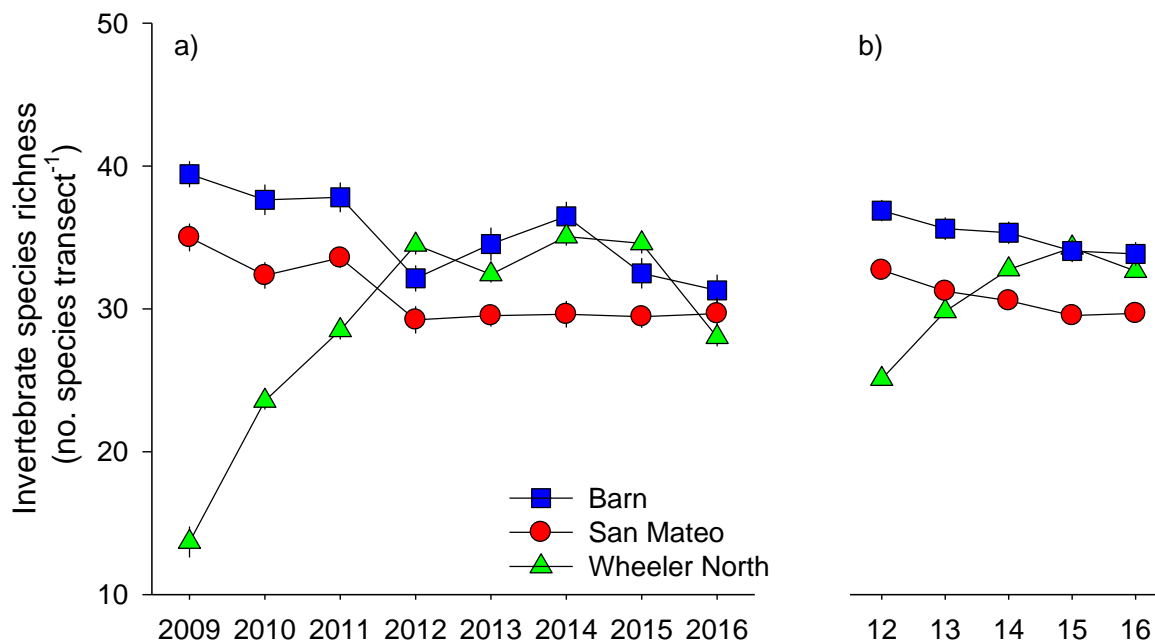 Invertebrate species richness
(no. species transect⁻¹)
50
40
30
20
10
a)
b)
Barn
San Mateo
Wheeler North
2009 2010 2011 2012 2013 2014 2015 2016
12 13 14 15 16